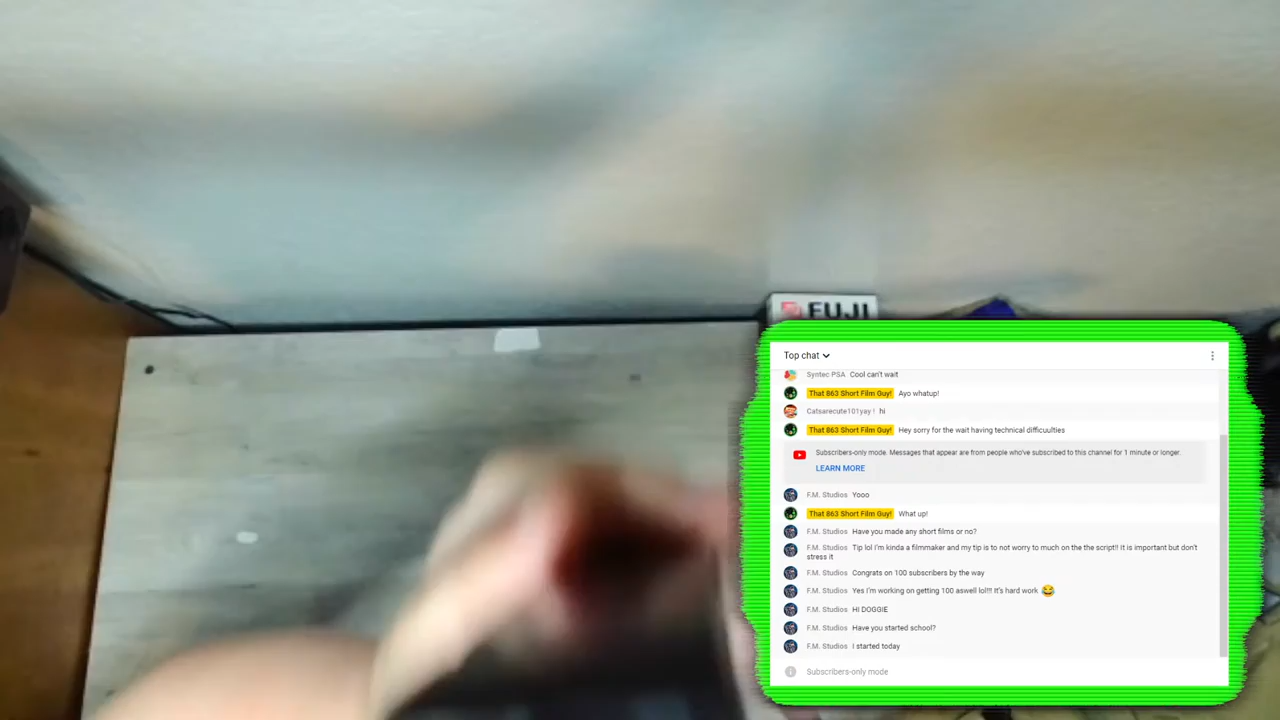 FUJI
Top chat
Syntec PSA Cool can't wait
That 863 Short Film Guy! Ayo whatup!
Catsarecute101yay ! hi
That 863 Short Film Guy! Hey sorry for the wait having technical difficuulties
Subscribers-only mode. Messages that appear are from people who've subscribed to this channel for 1 minute or longer.
LEARN MORE
F.M. Studios Yooo
That 863 Short Film Guy! What up!
F.M. Studios Have you made any short films or no?
F.M. Studios Tip lol I'm kinda a filmmaker and my tip is to not worry to much on the the script!! It is important but don't
stress it
F.M. Studios Congrats on 100 subscribers by the way
F.M. Studios Yes I'm working on getting 100 aswell lol!!! It's hard work 😂
F.M. Studios HI DOGGIE
F.M. Studios Have you started school?
F.M. Studios I started today
Subscribers-only mode